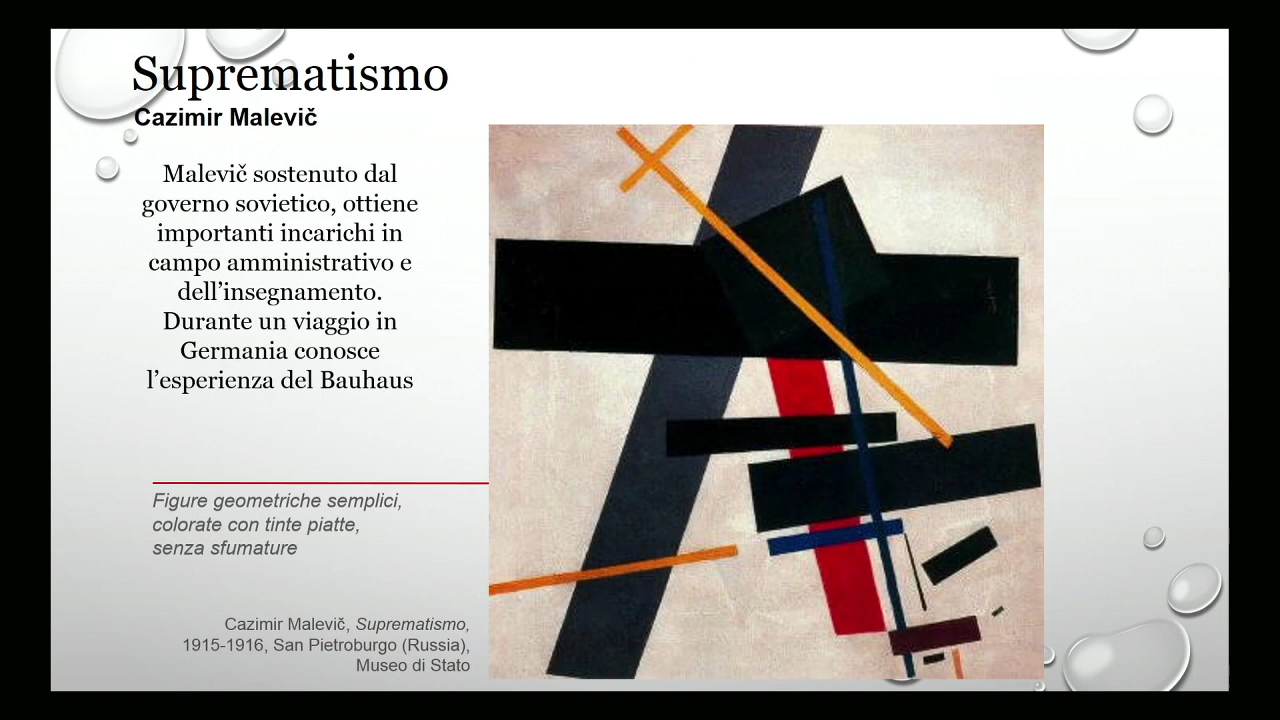 Suprematismo
Cazimir Malevič
Malevič sostenuto dal
governo sovietico, ottiene
importanti incarichi in
campo amministrativo e
dell’insegnamento.
Durante un viaggio in
Germania conosce
l’esperienza del Bauhaus
Figure geometriche semplici,
colorate con tinte piatte,
senza sfumature
Cazimir Malevič, Suprematismo,
1915-1916, San Pietroburgo (Russia),
Museo di Stato